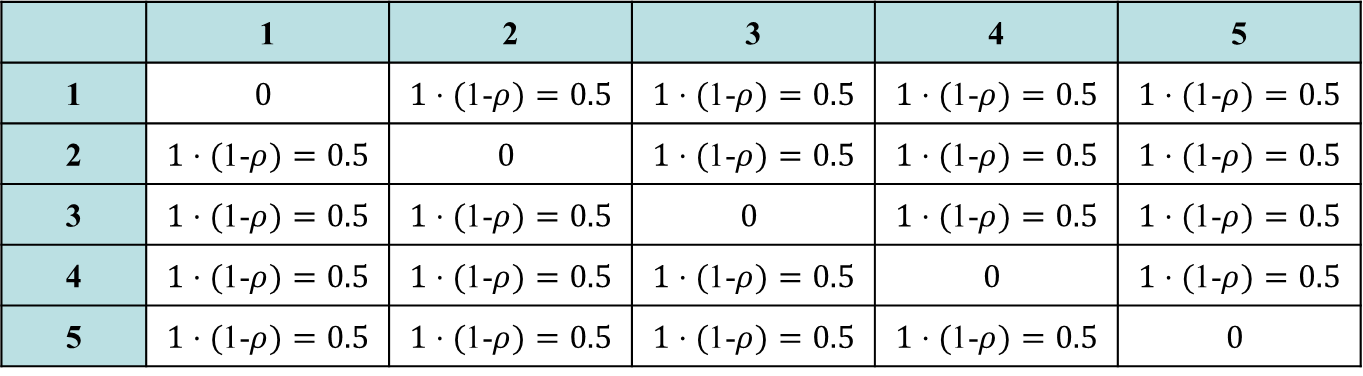 1 2 3 4 5
1 0 1 · (1-ρ) = 0.5 1 · (1-ρ) = 0.5 1 · (1-ρ) = 0.5 1 · (1-ρ) = 0.5
2 1 · (1-ρ) = 0.5 0 1 · (1-ρ) = 0.5 1 · (1-ρ) = 0.5 1 · (1-ρ) = 0.5
3 1 · (1-ρ) = 0.5 1 · (1-ρ) = 0.5 0 1 · (1-ρ) = 0.5 1 · (1-ρ) = 0.5
4 1 · (1-ρ) = 0.5 1 · (1-ρ) = 0.5 1 · (1-ρ) = 0.5 0 1 · (1-ρ) = 0.5
5 1 · (1-ρ) = 0.5 1 · (1-ρ) = 0.5 1 · (1-ρ) = 0.5 1 · (1-ρ) = 0.5 0